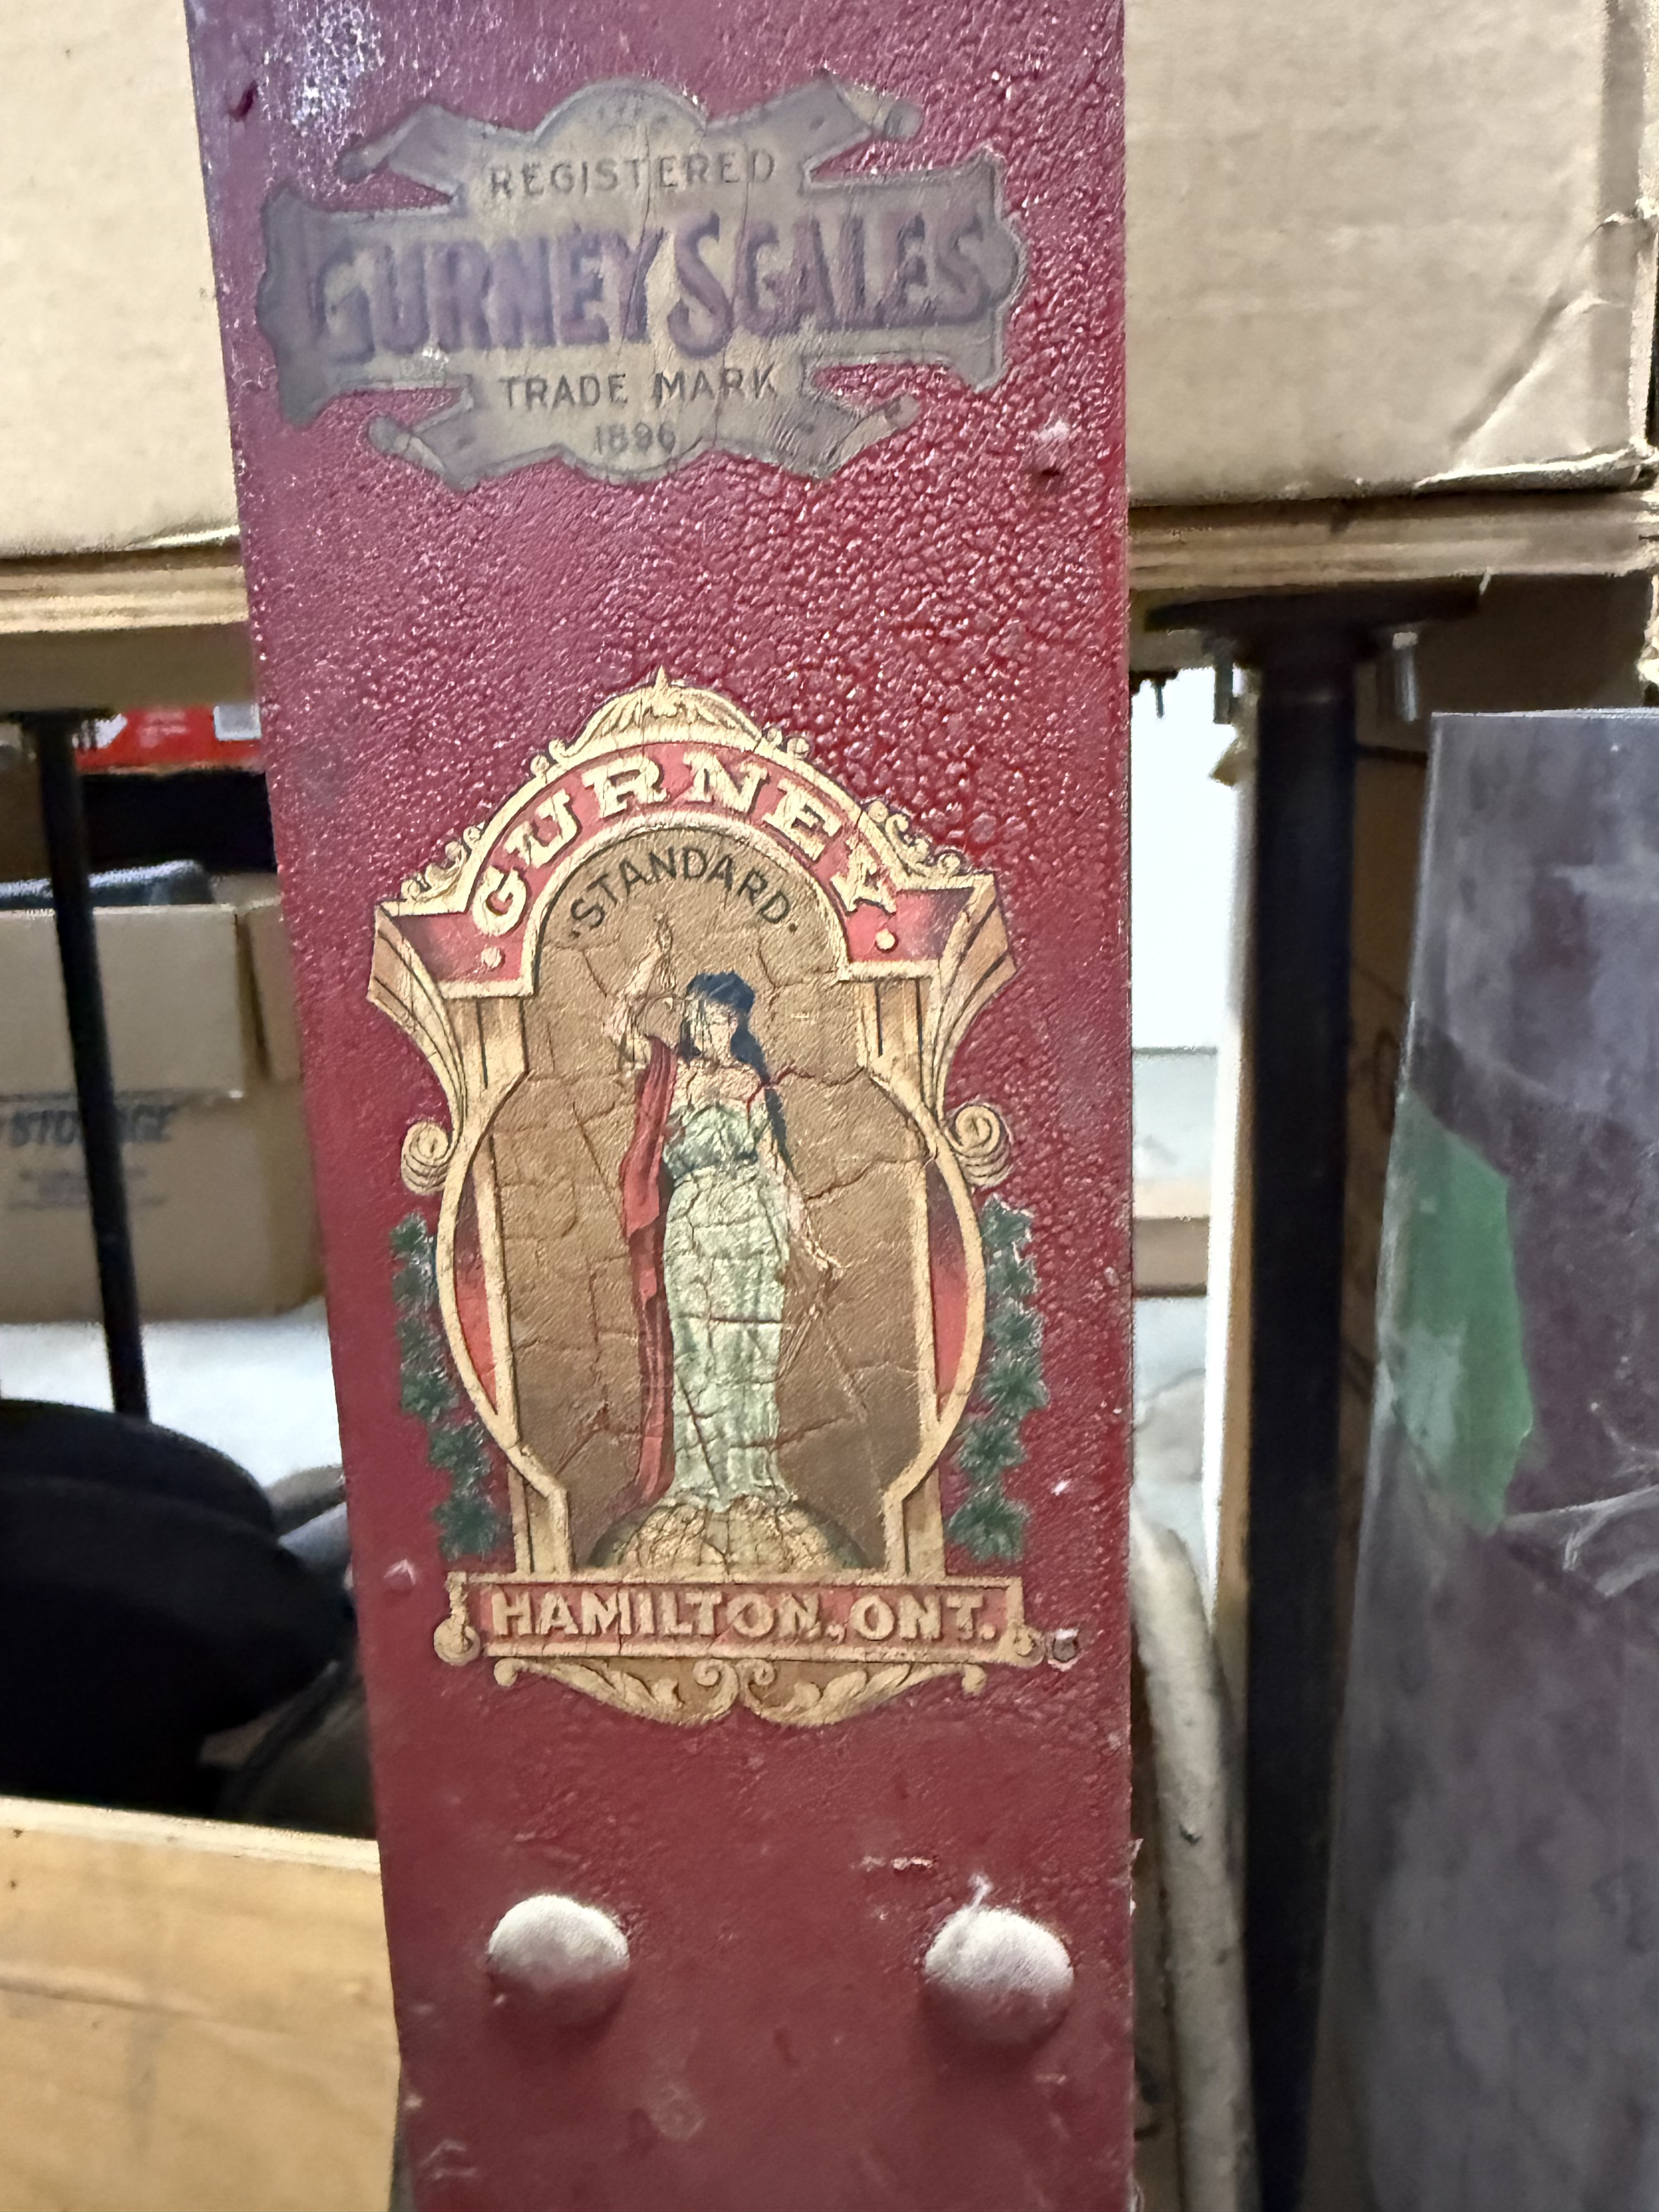 REGISTERED
GURNEY SCALES
TRADE MARK
1896
GURNEY
STANDARD
HAMILTON, ONT.